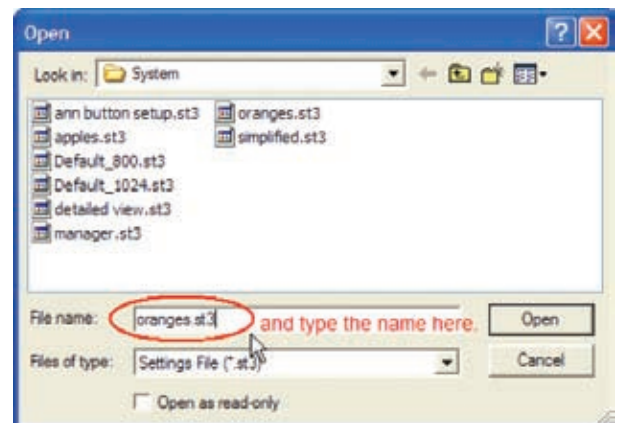 Open
Look in: System
ann button setup.st3 oranges.st3
apples.st3 simplified.st3
Default_800.st3
Default_1024.st3
detailed view.st3
manager.st3
File name: oranges.st3 and type the name here. Open
Files of type: Settings File (*.st3) Cancel
Open as read-only